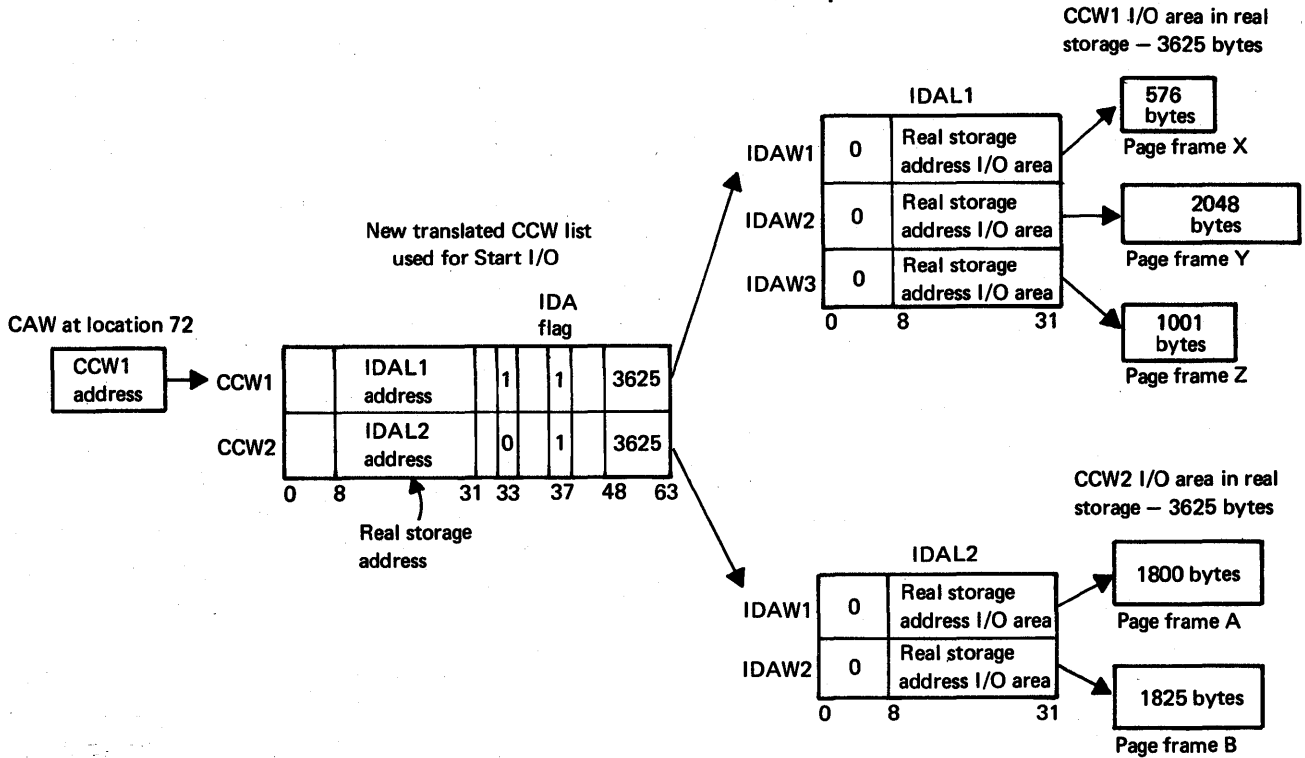 CCW1 I/O area in real
storage — 3625 bytes
IDAL1
576
bytes
Page frame X
IDAW1
0
Real storage
address I/O area
IDAW2
0
Real storage
address I/O area
2048
bytes
Page frame Y
IDAW3
0
Real storage
address I/O area
0 8 31
1001
bytes
Page frame Z
New translated CCW list
used for Start I/O
IDA
flag
CAW at location 72
CCW1
address
CCW1
IDAL1
address
1
1
3625
CCW2
IDAL2
address
0
1
3625
0 8 31 33 37 48 63
Real storage
address
CCW2 I/O area in real
storage — 3625 bytes
IDAL2
IDAW1
0
Real storage
address I/O area
1800 bytes
Page frame A
IDAW2
0
Real storage
address I/O area
0 8 31
1825 bytes
Page frame B